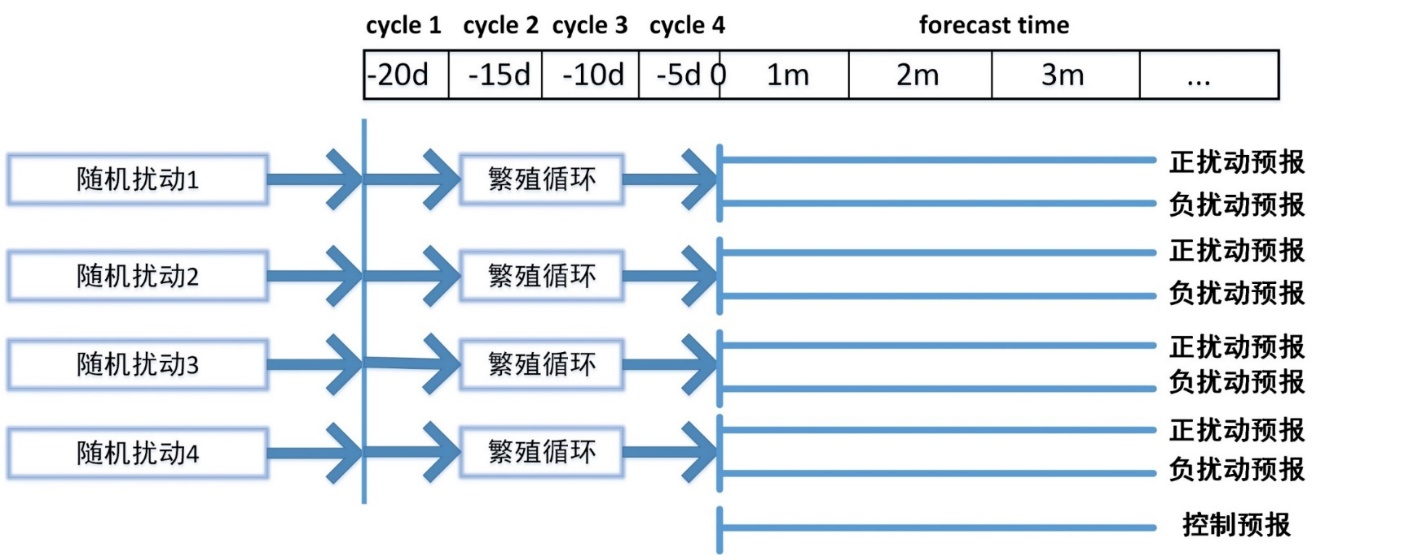 cycle 1 cycle 2 cycle 3 cycle 4 forecast time
-20d -15d -10d -5d 0 1m 2m 3m ...
随机扰动1 繁殖循环 正扰动预报
负扰动预报
随机扰动2 繁殖循环 正扰动预报
负扰动预报
随机扰动3 繁殖循环 正扰动预报
负扰动预报
随机扰动4 繁殖循环 正扰动预报
负扰动预报
控制预报